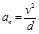 aₙ = v²/d